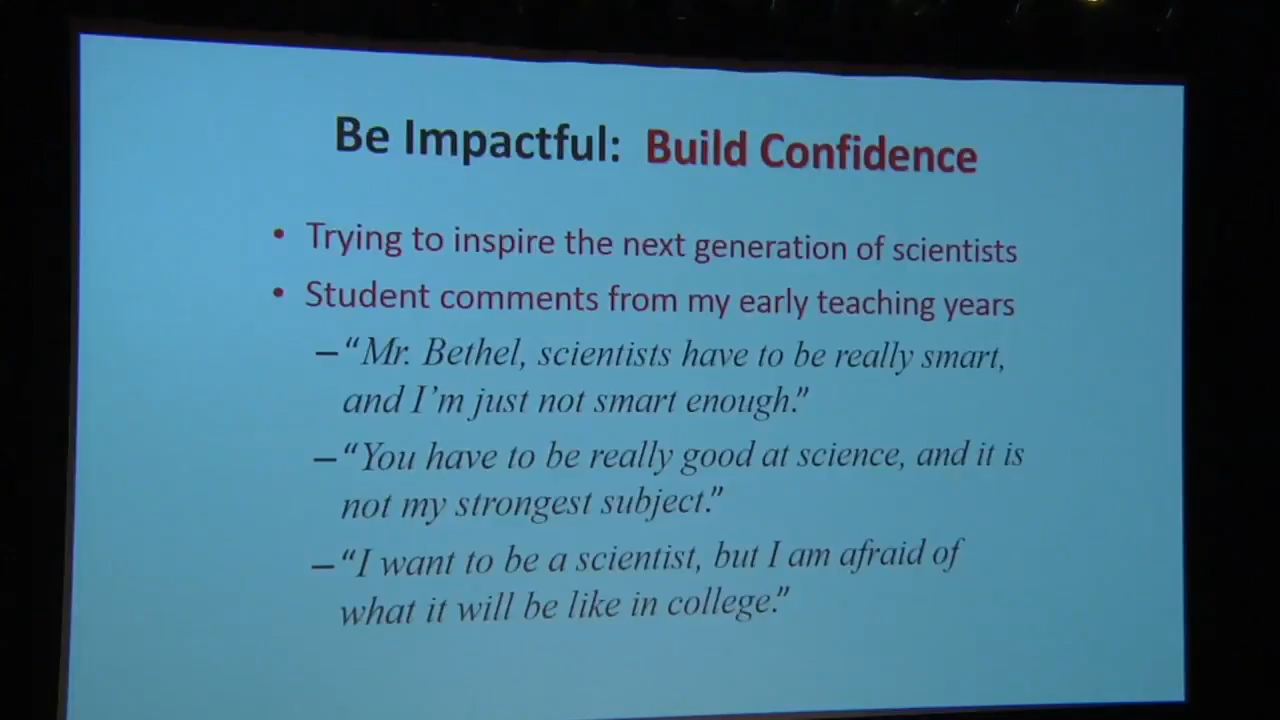 Be Impactful: Build Confidence
• Trying to inspire the next generation of scientists
• Student comments from my early teaching years
–“Mr. Bethel, scientists have to be really smart,
and I’m just not smart enough.”
–“You have to be really good at science, and it is
not my strongest subject.”
–“I want to be a scientist, but I am afraid of
what it will be like in college.”